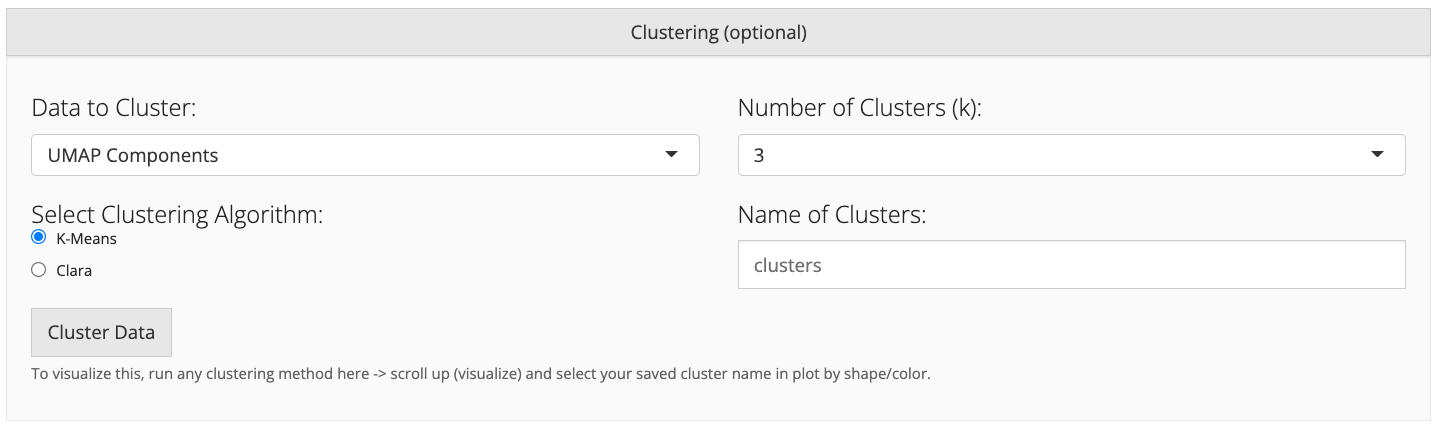 Clustering (optional)
Data to Cluster:
Number of Clusters (k):
UMAP Components
3
Select Clustering Algorithm:
Name of Clusters:
K-Means
Clara
clusters
Cluster Data
To visualize this, run any clustering method here -> scroll up (visualize) and select your saved cluster name in plot by shape/color.